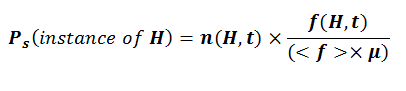 P_s(instance of H) = n(H, t) × f(H, t) / (< f >× μ)